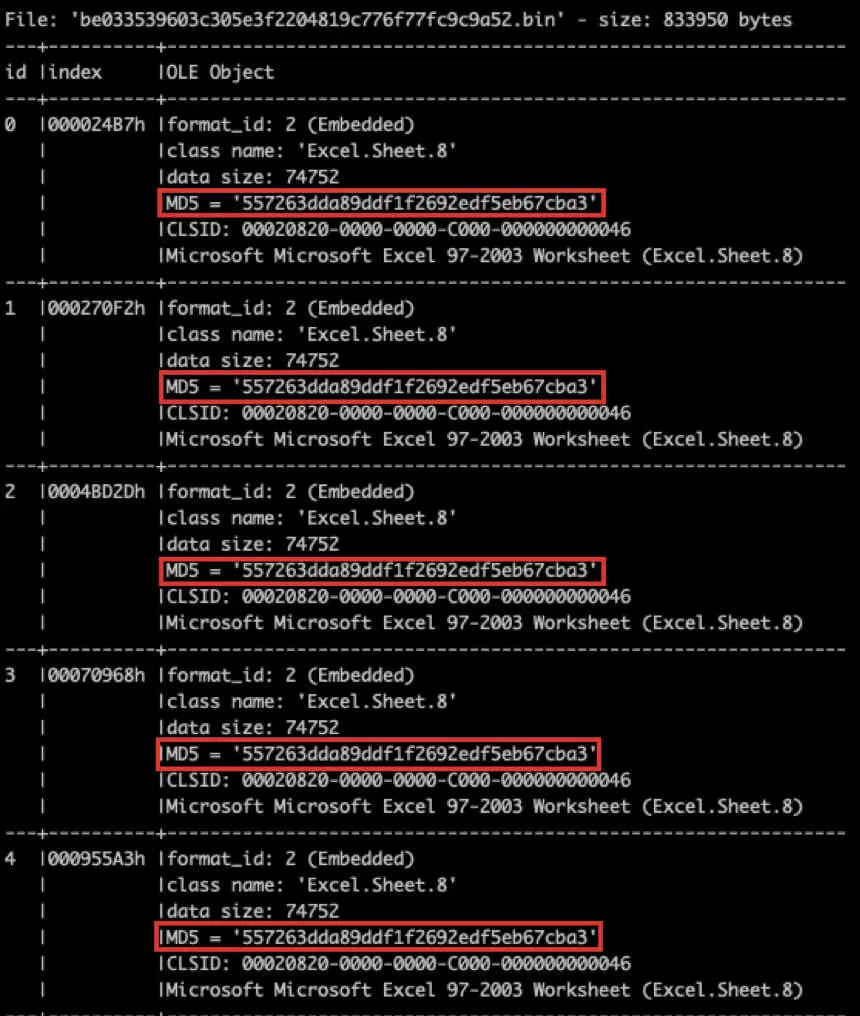 File: 'be033539603c305e3f2204819c776f77fc9c9a52.bin' - size: 833950 bytes
---+----------+---------------------------------------------------------------
id |index     |OLE Object
---+----------+---------------------------------------------------------------
0  |000024B7h |format_id: 2 (Embedded)
   |          |class name: 'Excel.Sheet.8'
   |          |data size: 74752
   |          |MD5 = '557263dda89ddf1f2692edf5eb67cba3'
   |          |CLSID: 00020820-0000-0000-C000-000000000046
   |          |Microsoft Microsoft Excel 97-2003 Worksheet (Excel.Sheet.8)
---+----------+---------------------------------------------------------------
1  |000270F2h |format_id: 2 (Embedded)
   |          |class name: 'Excel.Sheet.8'
   |          |data size: 74752
   |          |MD5 = '557263dda89ddf1f2692edf5eb67cba3'
   |          |CLSID: 00020820-0000-0000-C000-000000000046
   |          |Microsoft Microsoft Excel 97-2003 Worksheet (Excel.Sheet.8)
---+----------+---------------------------------------------------------------
2  |0004BD2Dh |format_id: 2 (Embedded)
   |          |class name: 'Excel.Sheet.8'
   |          |data size: 74752
   |          |MD5 = '557263dda89ddf1f2692edf5eb67cba3'
   |          |CLSID: 00020820-0000-0000-C000-000000000046
   |          |Microsoft Microsoft Excel 97-2003 Worksheet (Excel.Sheet.8)
---+----------+---------------------------------------------------------------
3  |00070968h |format_id: 2 (Embedded)
   |          |class name: 'Excel.Sheet.8'
   |          |data size: 74752
   |          |MD5 = '557263dda89ddf1f2692edf5eb67cba3'
   |          |CLSID: 00020820-0000-0000-C000-000000000046
   |          |Microsoft Microsoft Excel 97-2003 Worksheet (Excel.Sheet.8)
---+----------+---------------------------------------------------------------
4  |000955A3h |format_id: 2 (Embedded)
   |          |class name: 'Excel.Sheet.8'
   |          |data size: 74752
   |          |MD5 = '557263dda89ddf1f2692edf5eb67cba3'
   |          |CLSID: 00020820-0000-0000-C000-000000000046
   |          |Microsoft Microsoft Excel 97-2003 Worksheet (Excel.Sheet.8)
---+----------+---------------------------------------------------------------